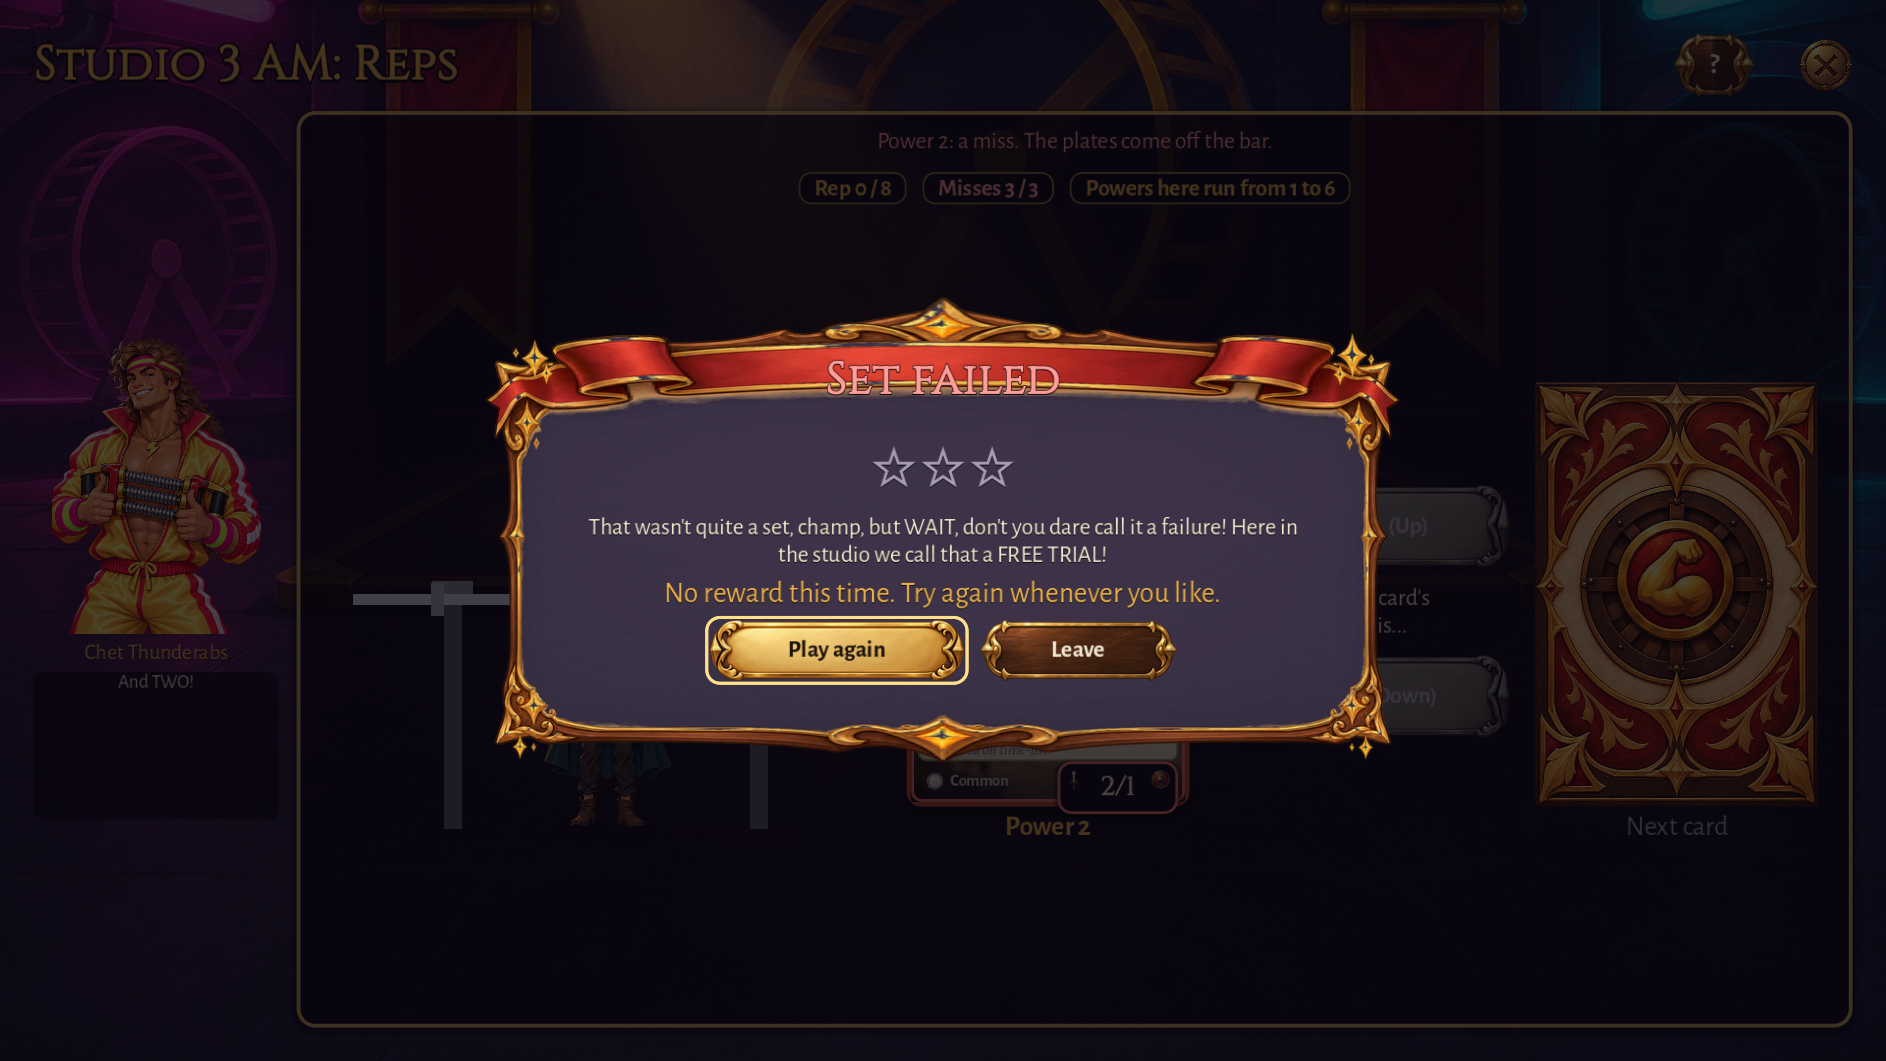 Studio 3 AM: Reps
?
Power 2: a miss. The plates come off the bar.
Rep 0 / 8
Misses 3 / 3
Powers here run from 1 to 6
Set failed
That wasn't quite a set, champ, but WAIT, don't you dare call it a failure! Here in
the studio we call that a FREE TRIAL!
No reward this time. Try again whenever you like.
Play again
Leave
(Up)
card's
is...
Down)
Chet Thunderabs
And TWO!
Common
2/1
Power 2
Next card